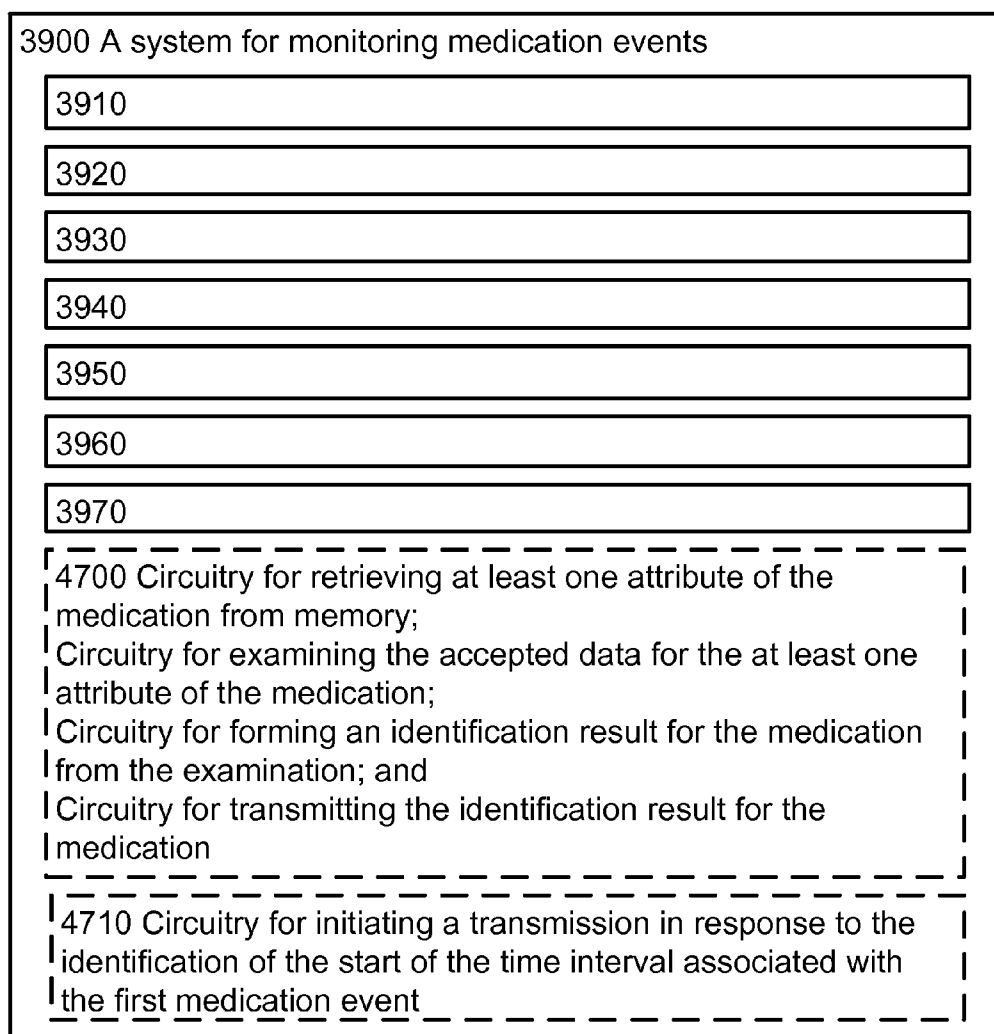 3900 A system for monitoring medication events
3910
3920
3930
3940
3950
3960
3970
4700 Circuitry for retrieving at least one attribute of the
medication from memory;
Circuitry for examining the accepted data for the at least one
attribute of the medication;
Circuitry for forming an identification result for the medication
from the examination; and
Circuitry for transmitting the identification result for the
medication
4710 Circuitry for initiating a transmission in response to the
identification of the start of the time interval associated with
the first medication event